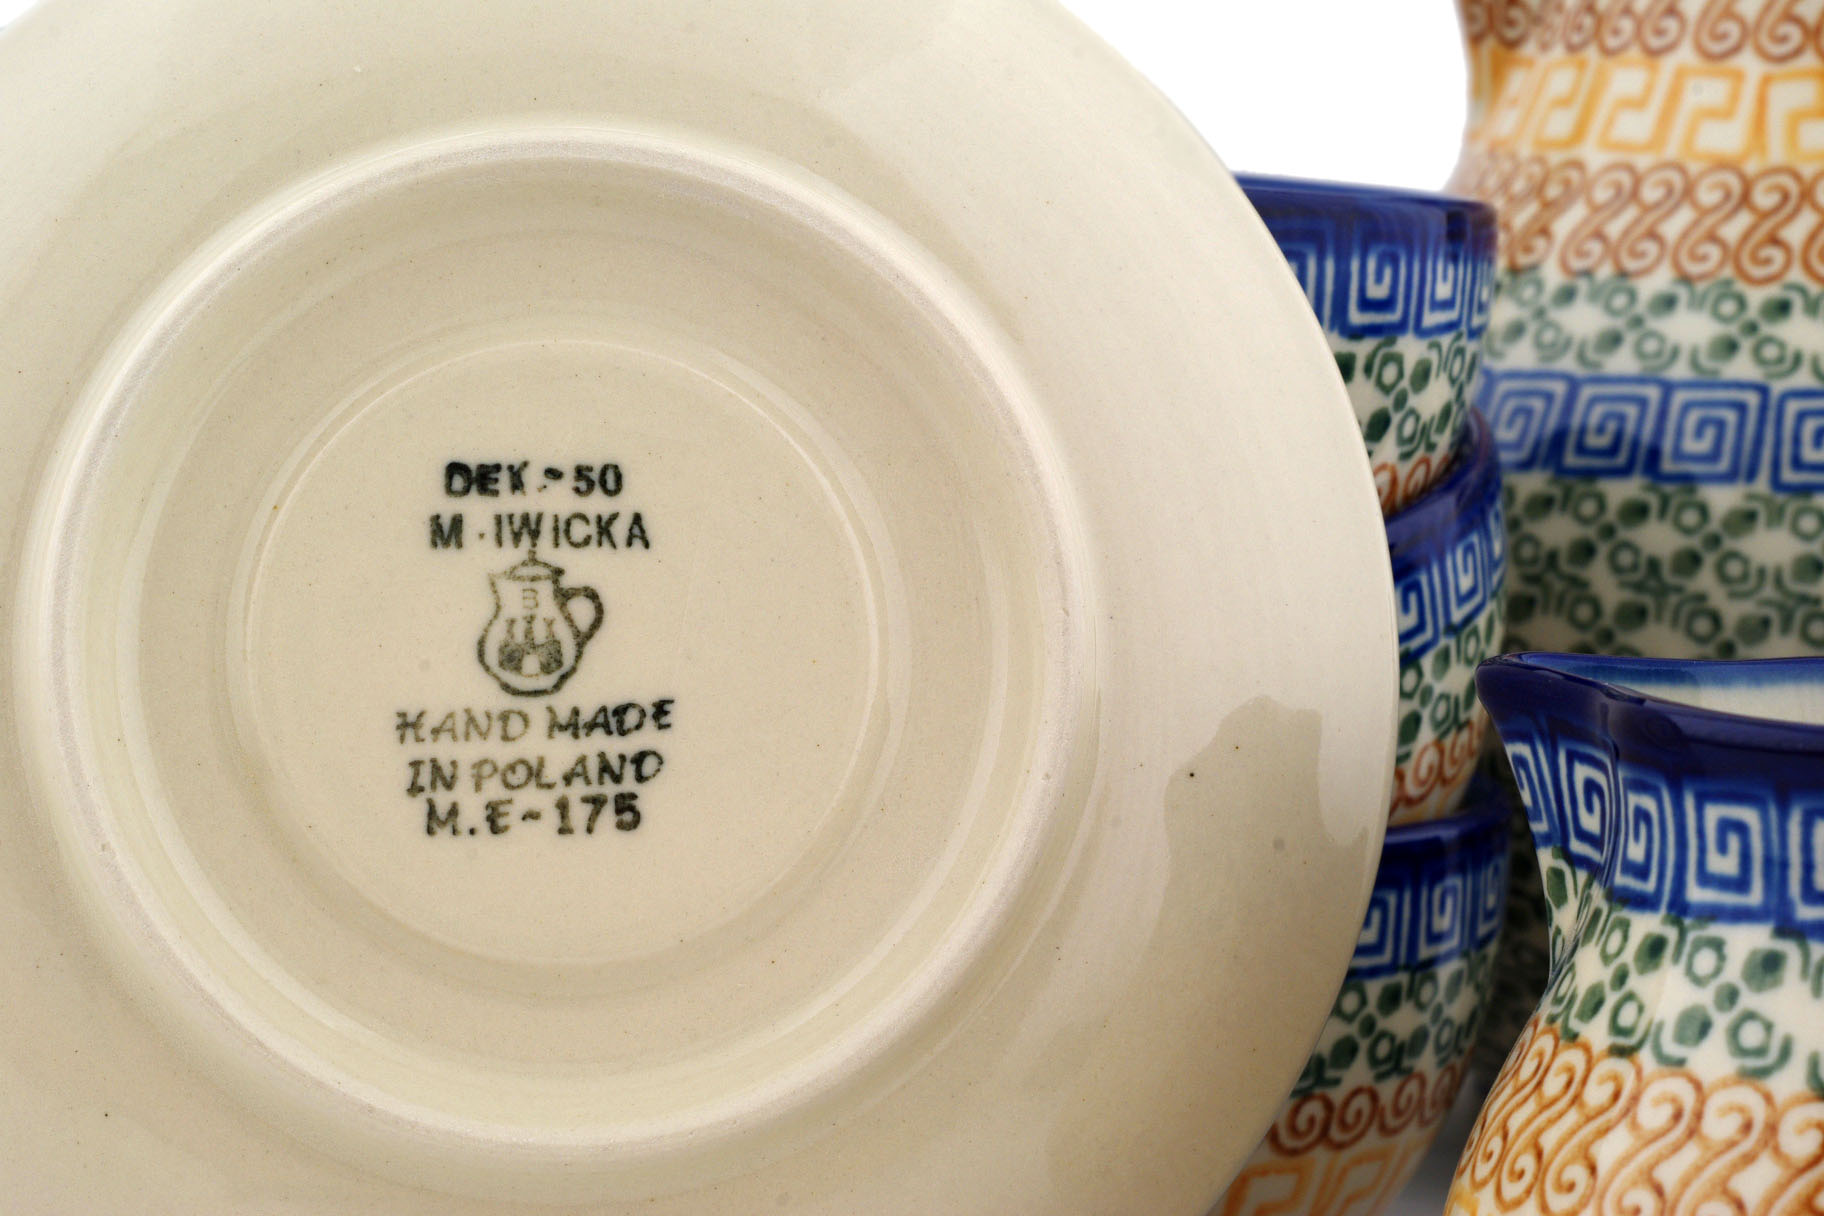 DEK-50
M.IWICKA
B
HAND MADE
IN POLAND
M.E-175